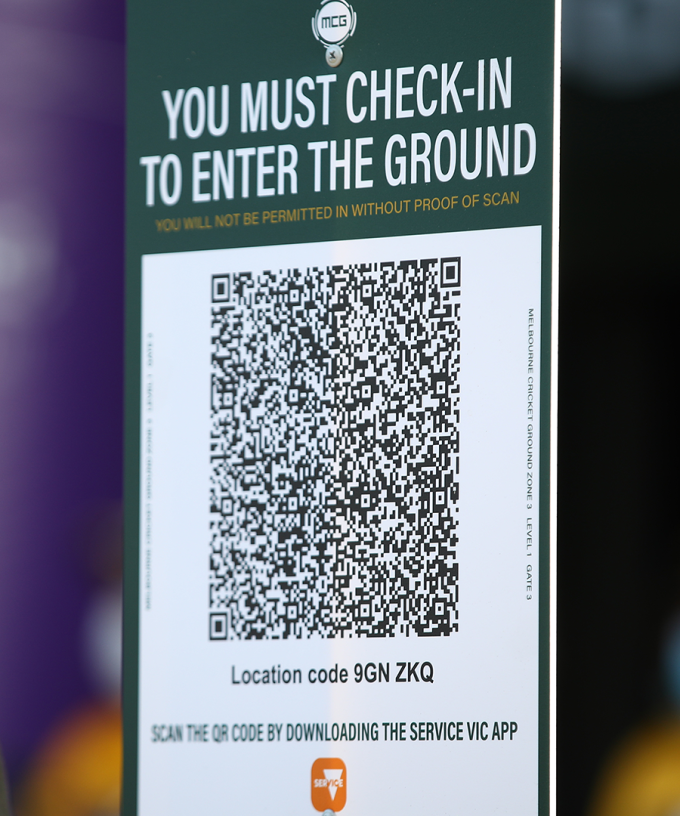 MCG
YOU MUST CHECK-IN
TO ENTER THE GROUND
YOU WILL NOT BE PERMITTED IN WITHOUT PROOF OF SCAN
MELBOURNE CRICKET GROUND ZONE 3 LEVEL 1 GATE 3
Location code 9GN ZKQ
SCAN THE QR CODE BY DOWNLOADING THE SERVICE VIC APP
SERVICE